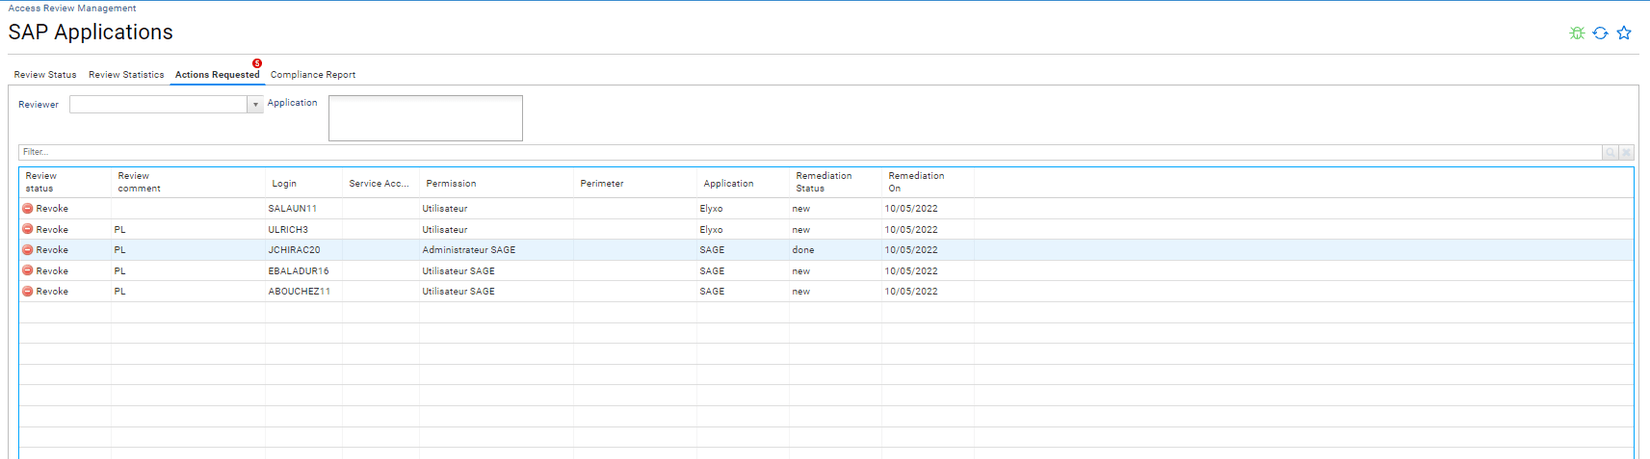 Access Review Management
SAP Applications
5
Review Status Review Statistics Actions Requested Compliance Report
Reviewer Application
Filter...
Review status Review comment Login Service Acc... Permission Perimeter Application Remediation Status Remediation On
Revoke SALAUN11 Utilisateur Elyxo new 10/05/2022
Revoke PL ULRICH3 Utilisateur Elyxo new 10/05/2022
Revoke PL JCHIRAC20 Administrateur SAGE SAGE done 10/05/2022
Revoke PL EBALADUR16 Utilisateur SAGE SAGE new 10/05/2022
Revoke PL ABOUCHEZ11 Utilisateur SAGE SAGE new 10/05/2022